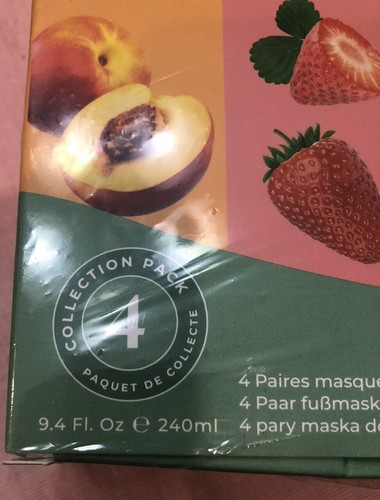 COLLECTION PACK
4
PAQUET DE COLLECTE
4 Paires masque
4 Paar fußmask
9.4 Fl. Oz ℮ 240ml 4 pary maska do